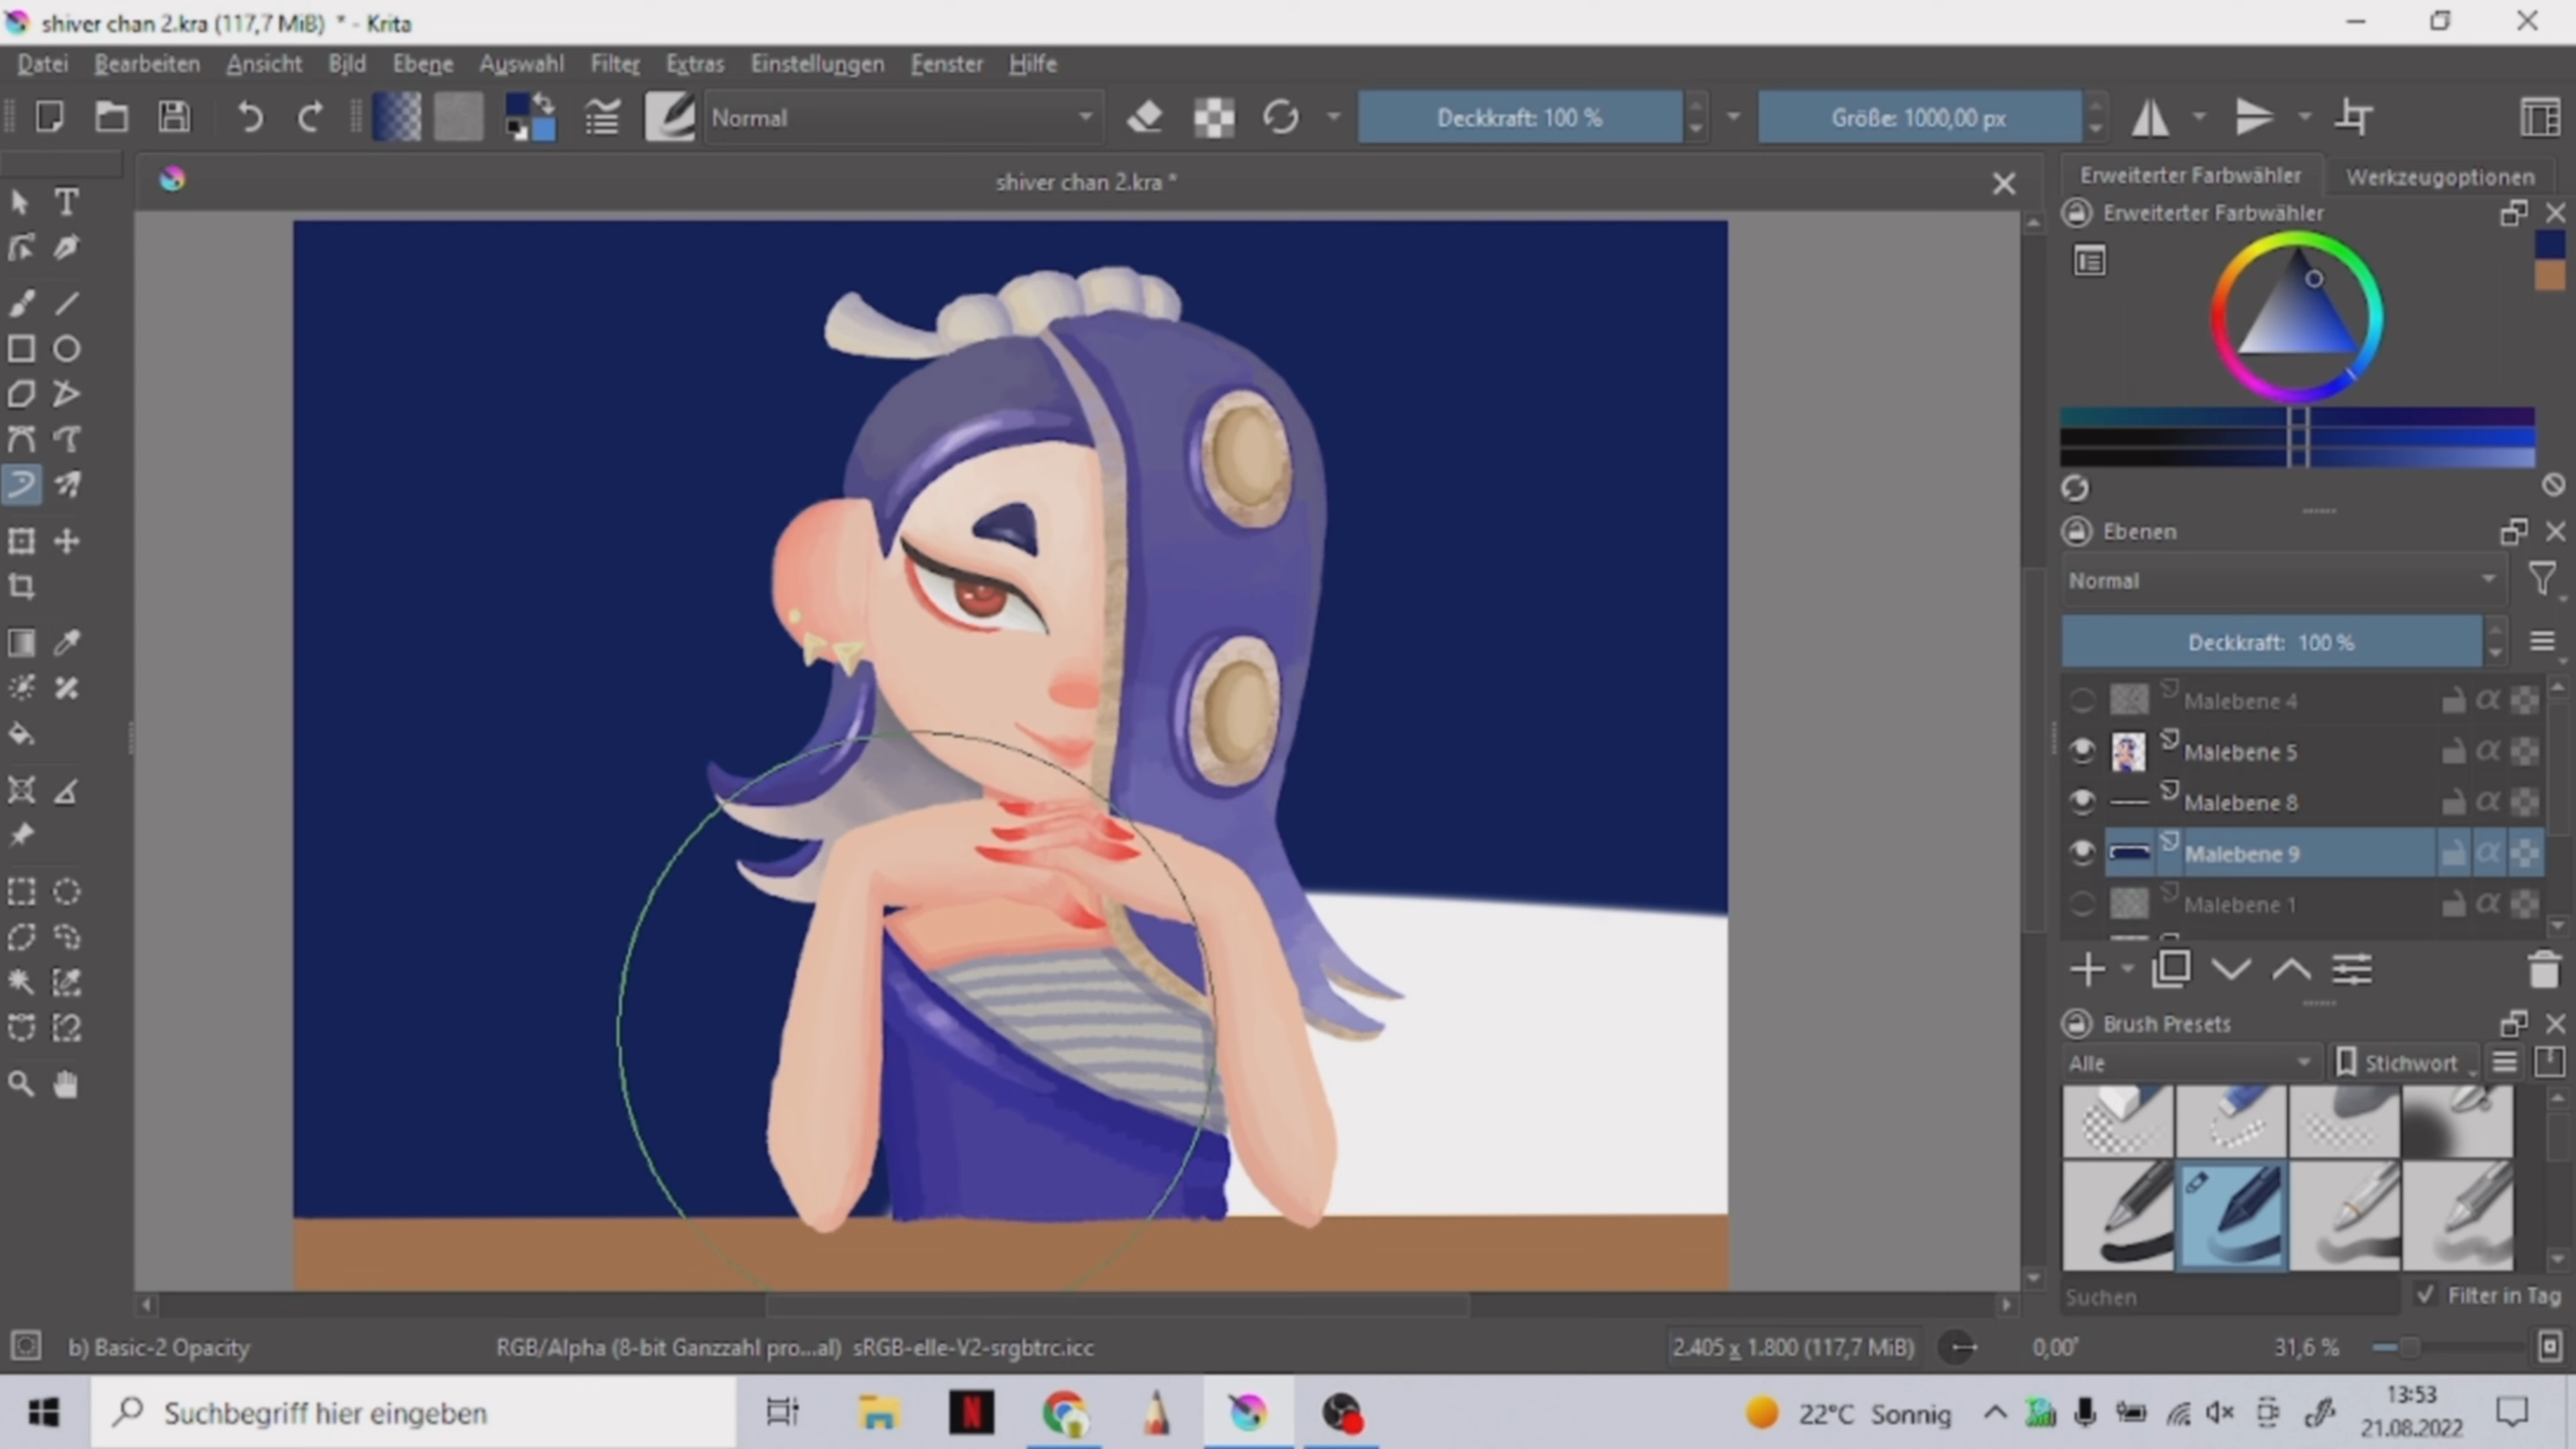 shiver chan 2.kra (117,7 MiB) * - Krita
Datei Bearbeiten Ansicht Bild Ebene Auswahl Filter Extras Einstellungen Fenster Hilfe
Normal Deckkraft: 100 % Größe: 1000,00 px
shiver chan 2.kra *
Erweiterter Farbwähler Werkzeugoptionen
Erweiterter Farbwähler
Ebenen
Normal
Deckkraft: 100 %
Malebene 4
Malebene 5
Malebene 8
Malebene 9
Malebene 1
Brush Presets
Alle Stichwort
Suchen Filter in Tag
b) Basic-2 Opacity RGB/Alpha (8-bit Ganzzahl pro...al) sRGB-elle-V2-srgbtrc.icc 2.405 x 1.800 (117,7 MiB) 0,00° 31,6 %
Suchbegriff hier eingeben N 22°C Sonnig 13:53
21.08.2022